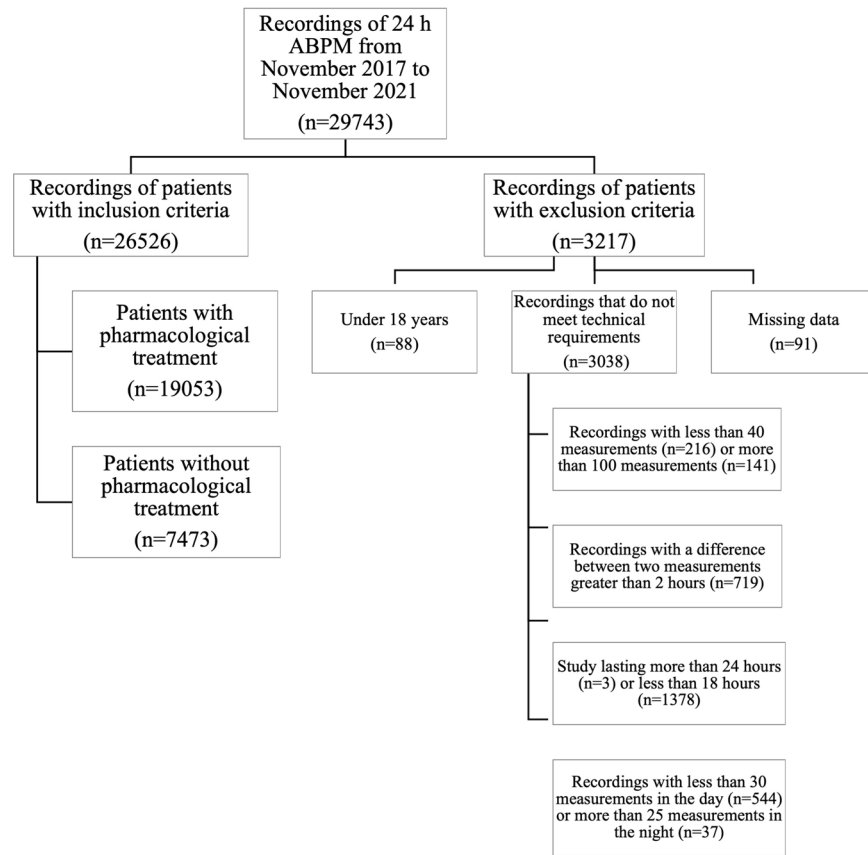 Recordings of 24 h
ABPM from
November 2017 to
November 2021
(n=29743)
Recordings of patients
with inclusion criteria
(n=26526)
Recordings of patients
with exclusion criteria
(n=3217)
Patients with
pharmacological
treatment
(n=19053)
Patients without
pharmacological
treatment
(n=7473)
Under 18 years
(n=88)
Recordings that do not
meet technical
requirements
(n=3038)
Missing data
(n=91)
Recordings with less than 40
measurements (n=216) or more
than 100 measurements (n=141)
Recordings with a difference
between two measurements
greater than 2 hours (n=719)
Study lasting more than 24 hours
(n=3) or less than 18 hours
(n=1378)
Recordings with less than 30
measurements in the day (n=544)
or more than 25 measurements in
the night (n=37)